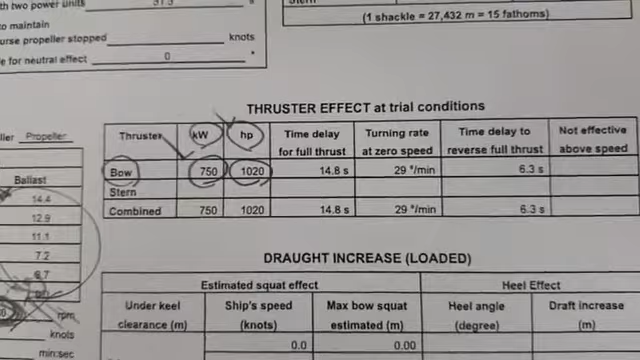 th two power units 
to maintain
urse propeller stopped knots
e for neutral effect 0 °
(1 shackle = 27,432 m = 15 fathoms)
THRUSTER EFFECT at trial conditions
Thruster kW hp Time delay for full thrust Turning rate at zero speed Time delay to reverse full thrust Not effective above speed
Bow 750 1020 14.8 s 29 °/min 6.3 s
Stern
Combined 750 1020 14.8 s 29 °/min 6.3 s
ller Propeller
Ballast
14.4
12.9
11.1
7.2
6.7
rpm
knots
min:sec
DRAUGHT INCREASE (LOADED)
Estimated squat effect Heel Effect
Under keel clearance (m) Ship's speed (knots) Max bow squat estimated (m) Heel angle (degree) Draft increase (m)
0.0 0.00